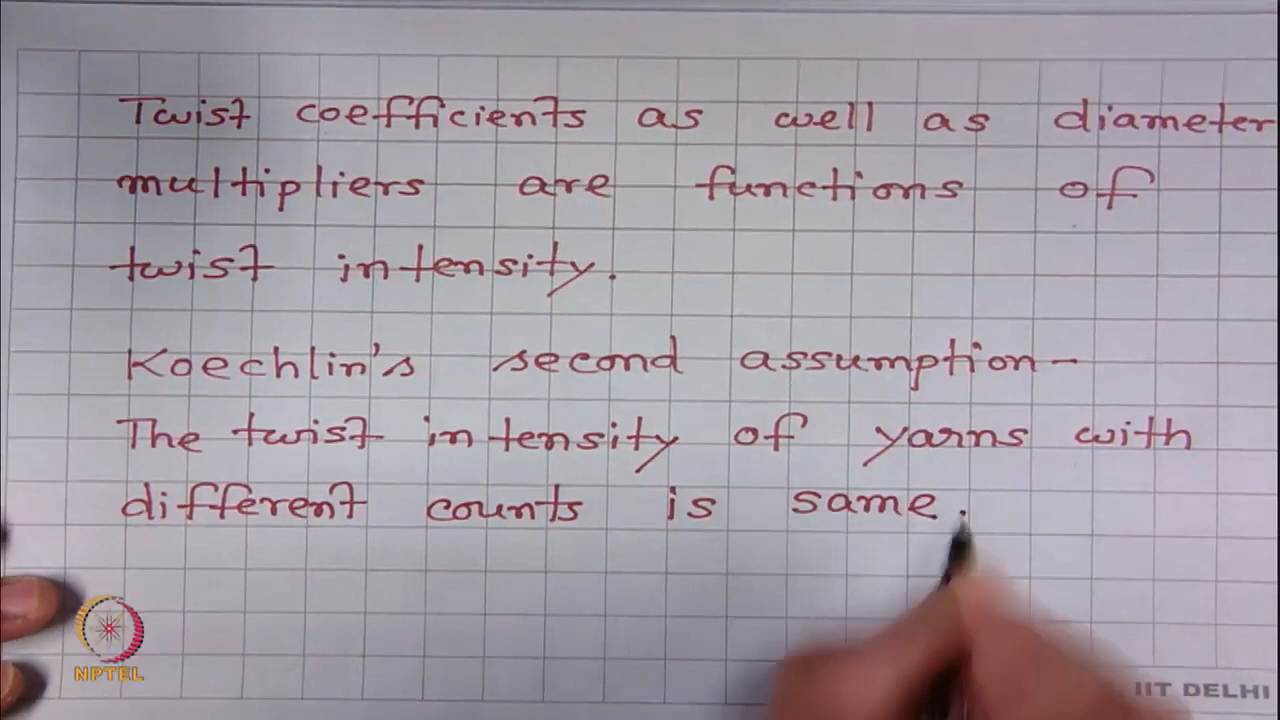 Twist coefficients as well as diameter
multipliers are functions of
twist intensity.
Koechlin's second assumption-
The twist intensity of yarns with
different counts is same.
NPTEL
IIT DELHI